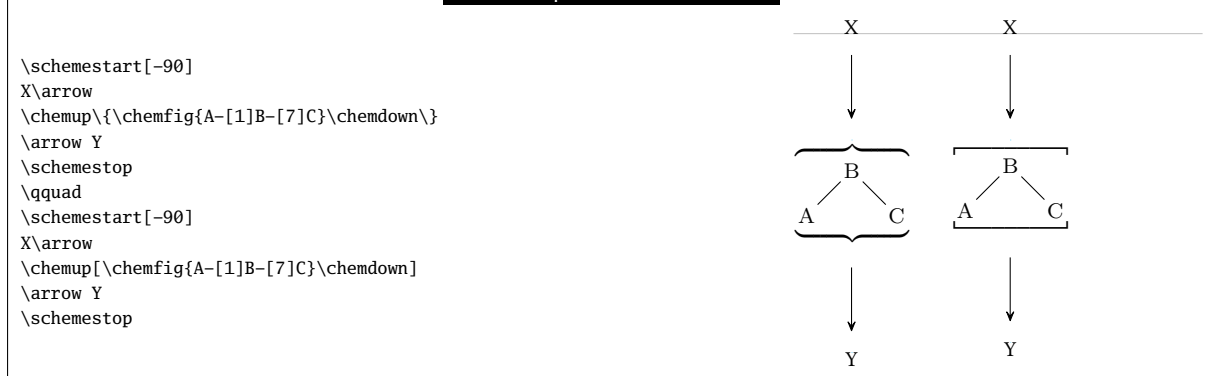 \schemestart[-90]
X\arrow
\chemup\{\chemfig{A-[1]B-[7]C}\chemdown\}
\arrow Y
\schemestop
\qquad
\schemestart[-90]
X\arrow
\chemup[\chemfig{A-[1]B-[7]C}\chemdown]
\arrow Y
\schemestop
X X
B B
A C A C
Y Y